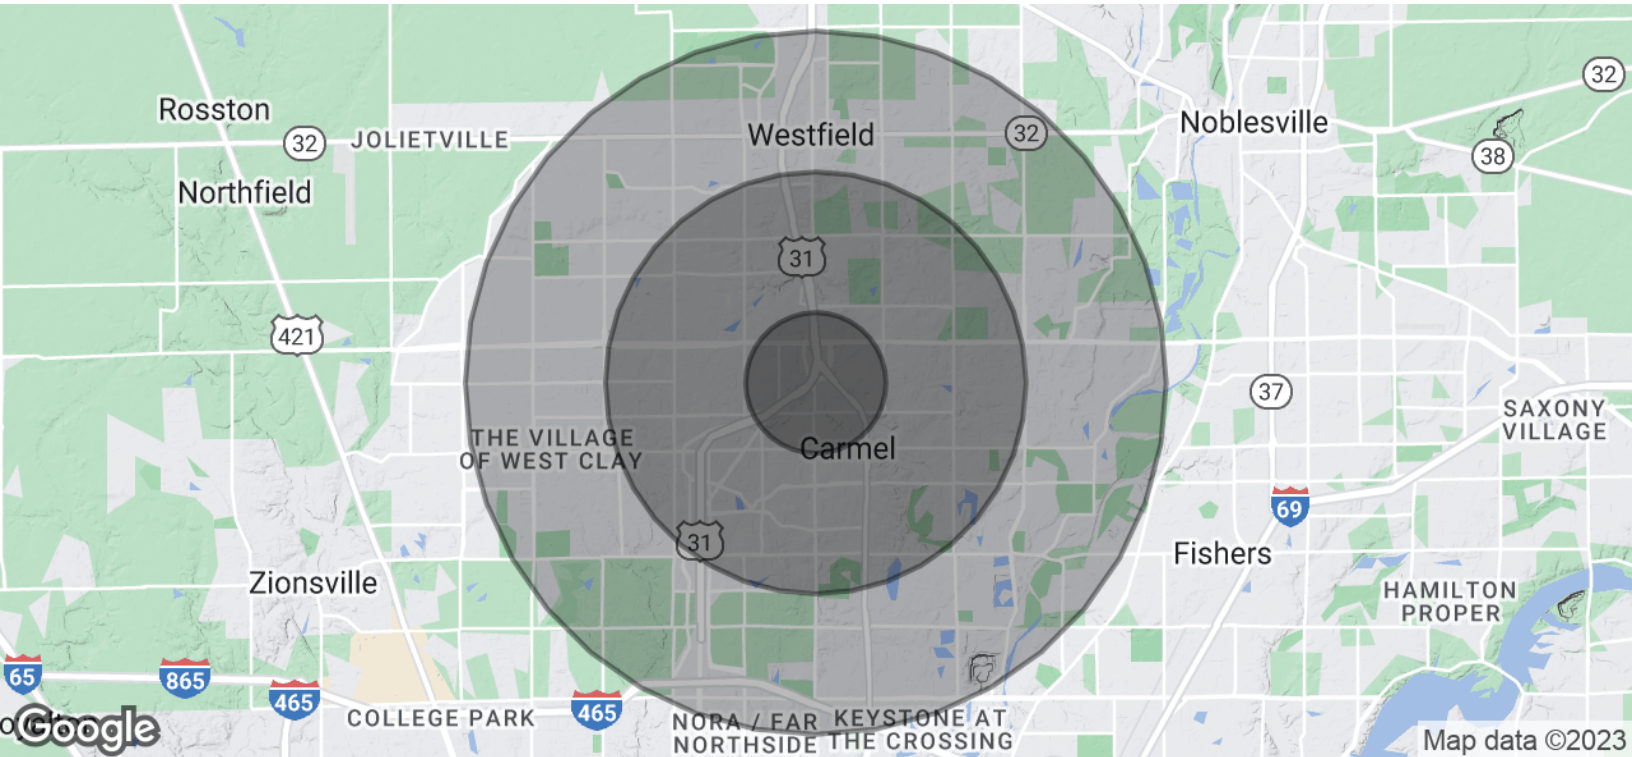 32
Rosston
Westfield
32
Noblesville
32
JOLIETVILLE
38
Northfield
31
421
37
SAXONY
VILLAGE
THE VILLAGE
OF WEST CLAY
Carmel
69
31
Fishers
Zionsville
HAMILTON
PROPER
65
865
465
465
COLLEGE PARK
NORA / FAR
NORTHSIDE
KEYSTONE AT
THE CROSSING
Google
Map data ©2023